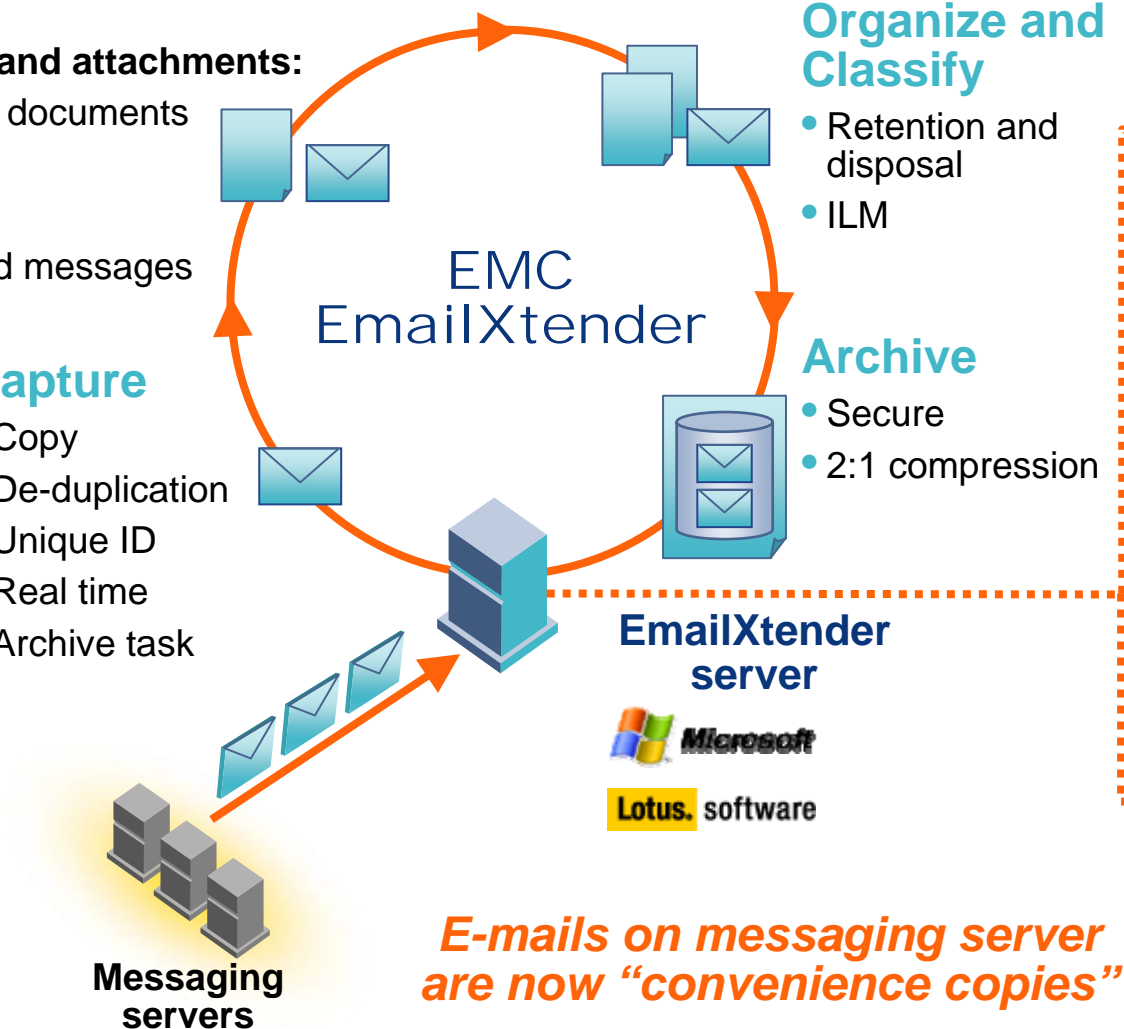 and attachments:
documents
d messages
apture
Copy
De-duplication
Unique ID
Real time
Archive task
EMC
EmailXtender
Organize and
Classify
• Retention and
disposal
• ILM
Archive
• Secure
• 2:1 compression
EmailXtender
server
Microsoft
Lotus. software
Messaging
servers
E-mails on messaging server
are now “convenience copies”